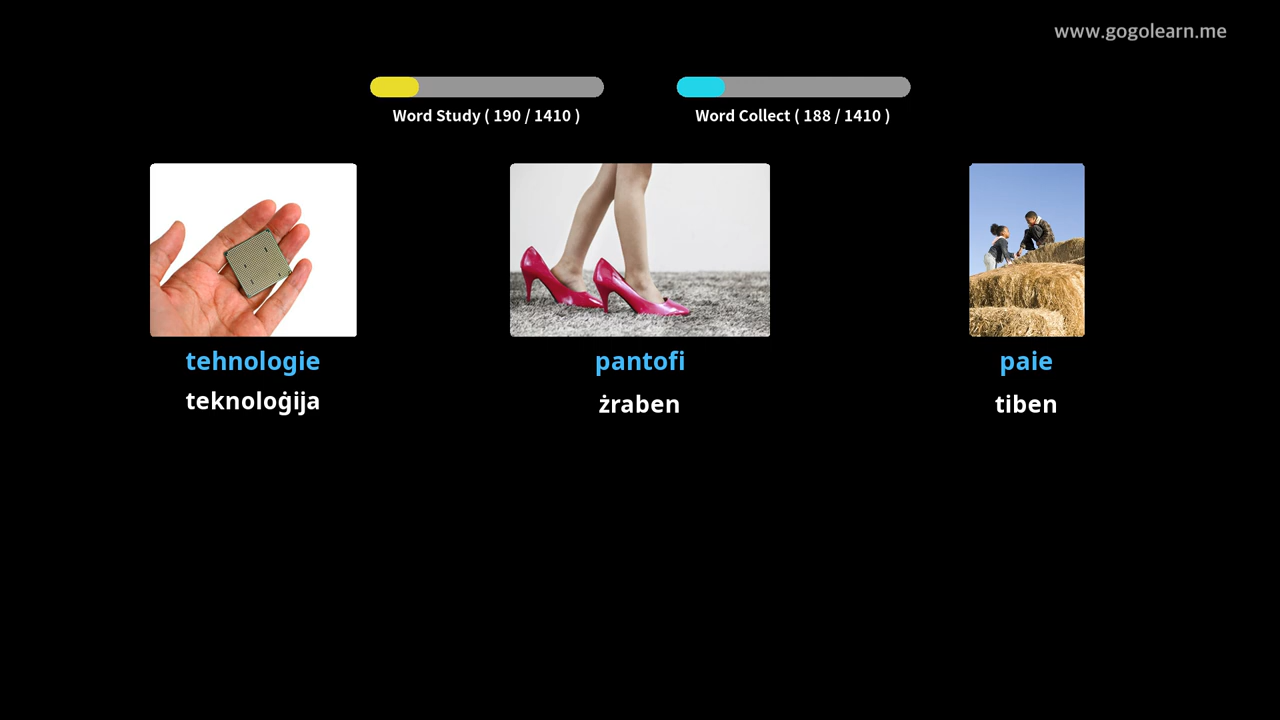 www.gogolearn.me
Word Study ( 190 / 1410 )
Word Collect ( 188 / 1410 )
tehnologie
teknoloġija
pantofi
żraben
paie
tiben